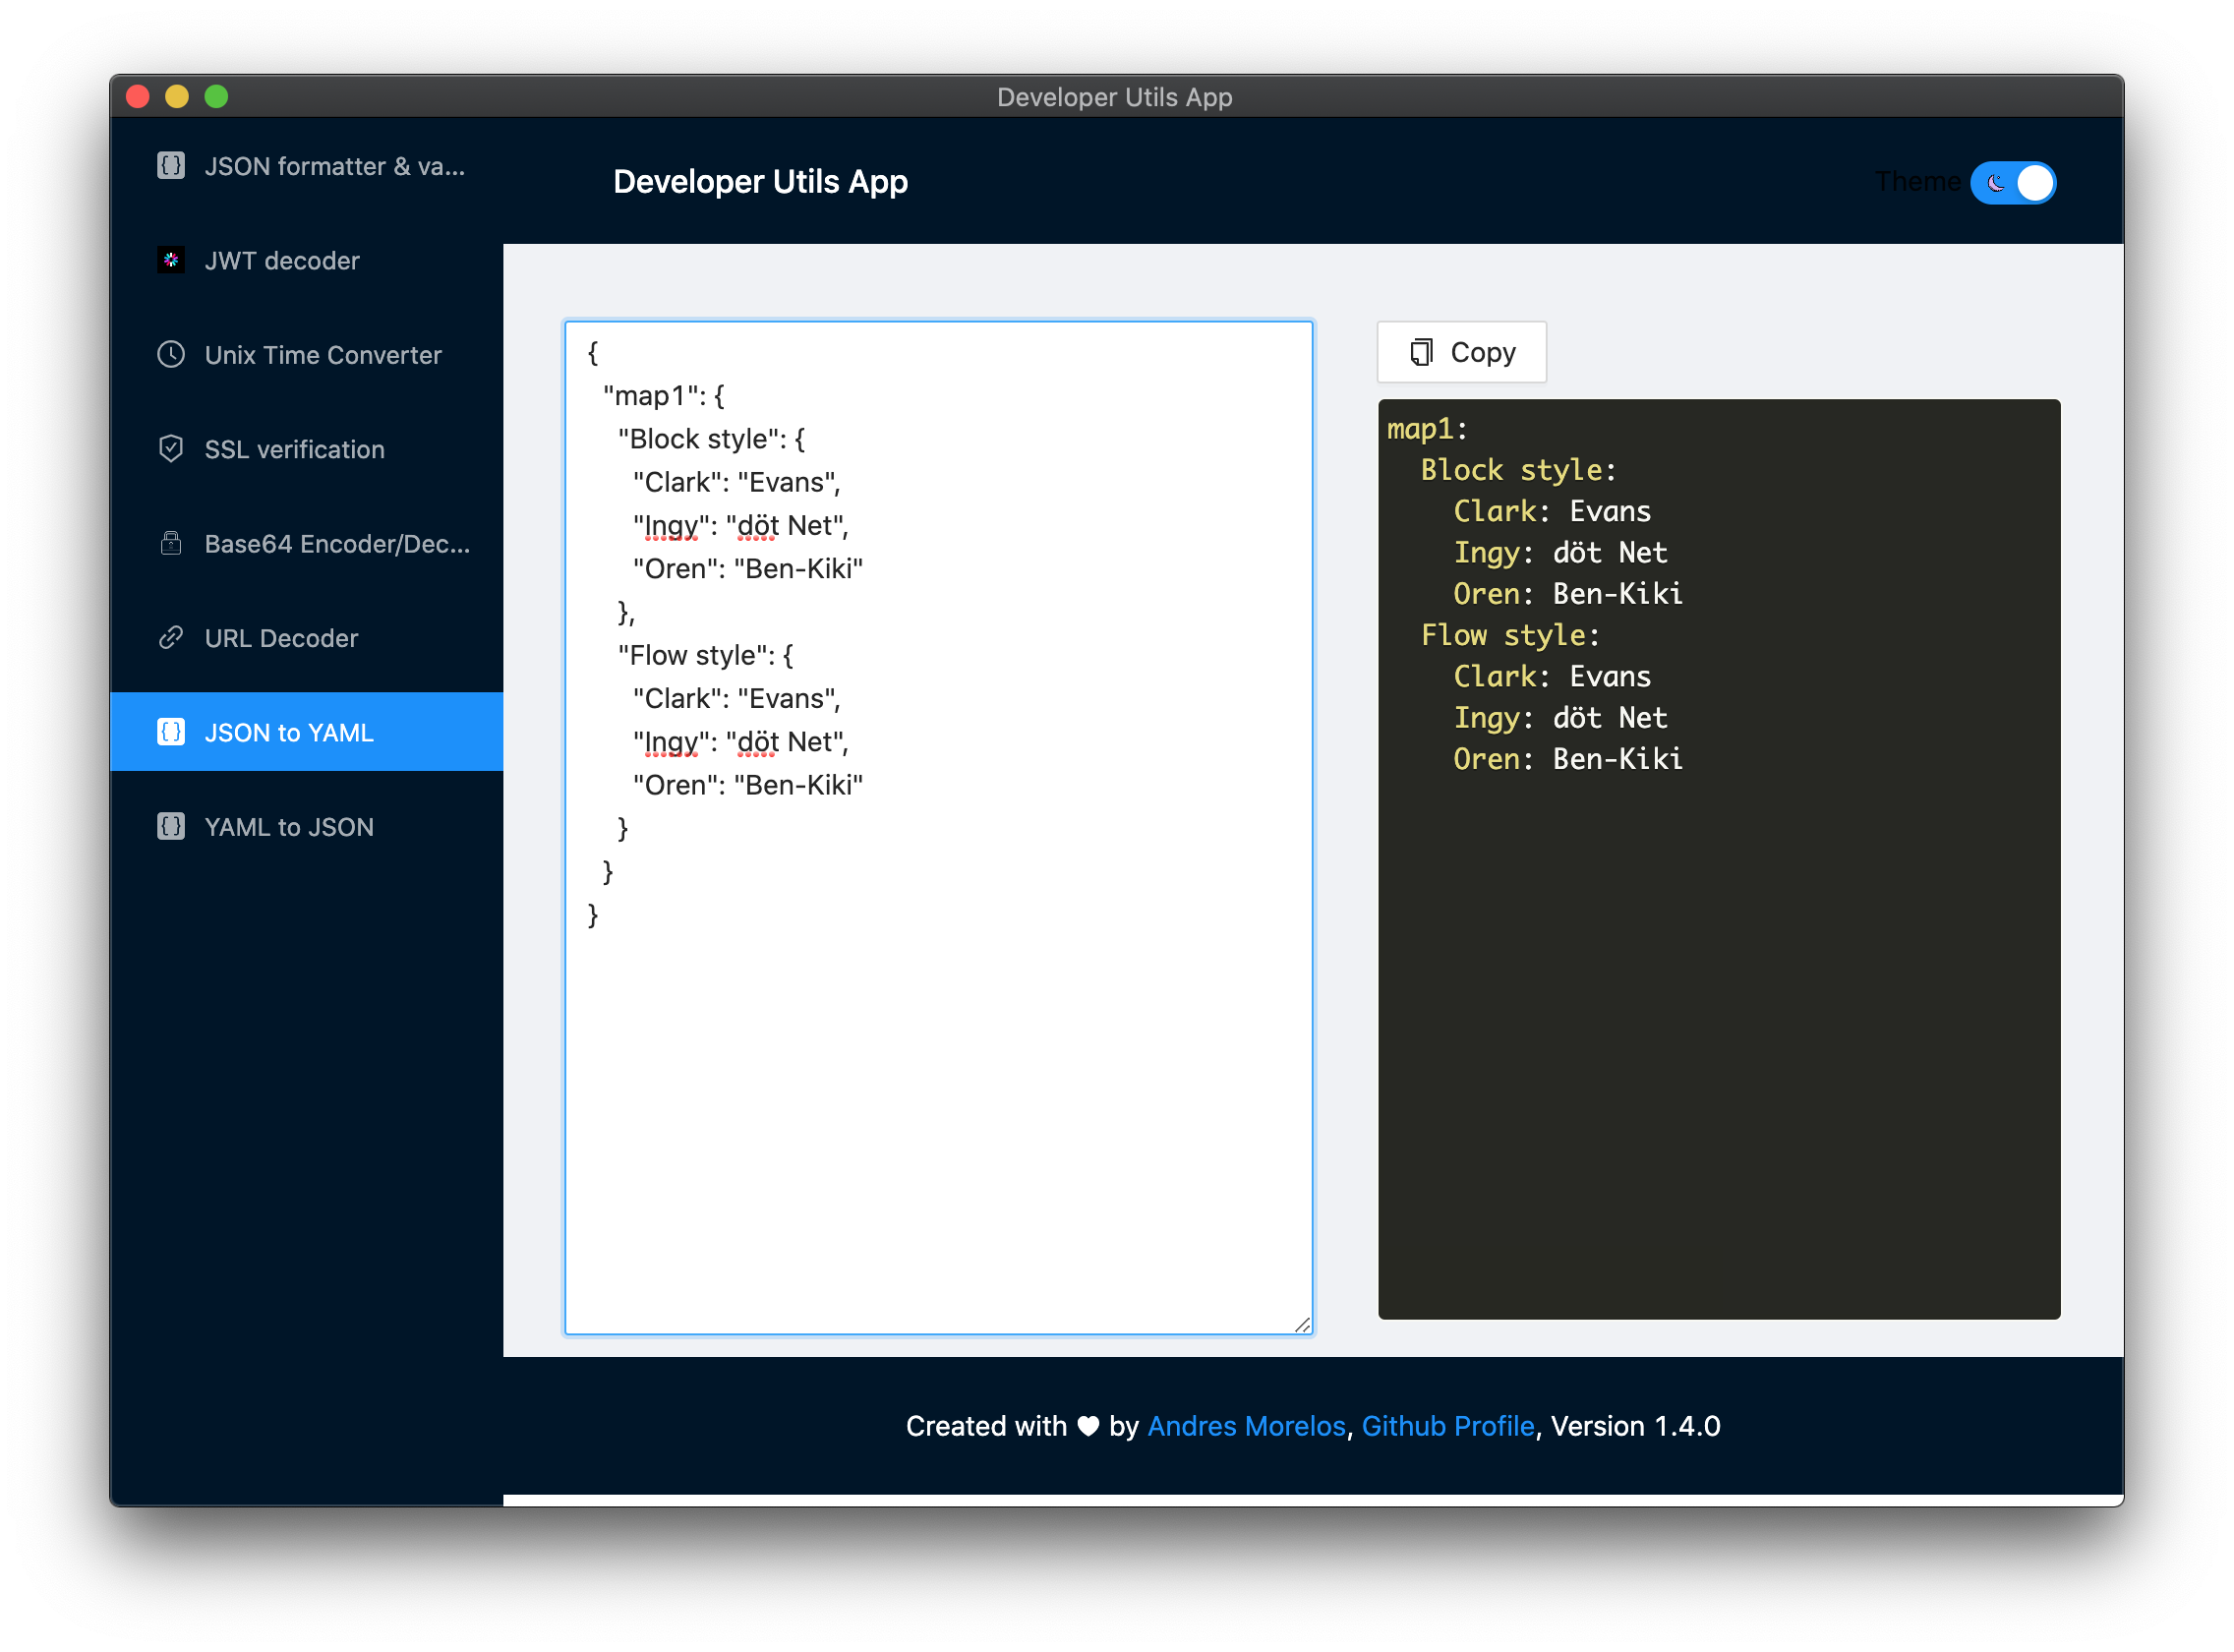 Developer Utils App
JSON formatter & va...
JWT decoder
Unix Time Converter
SSL verification
Base64 Encoder/Dec...
URL Decoder
JSON to YAML
YAML to JSON
Developer Utils App
Theme
{
"map1": {
"Block style": {
"Clark": "Evans",
"Ingy": "döt Net",
"Oren": "Ben-Kiki"
},
"Flow style": {
"Clark": "Evans",
"Ingy": "döt Net",
"Oren": "Ben-Kiki"
}
}
}
Copy
map1:
Block style:
Clark: Evans
Ingy: döt Net
Oren: Ben-Kiki
Flow style:
Clark: Evans
Ingy: döt Net
Oren: Ben-Kiki
Created with ♥ by Andres Morelos, Github Profile, Version 1.4.0